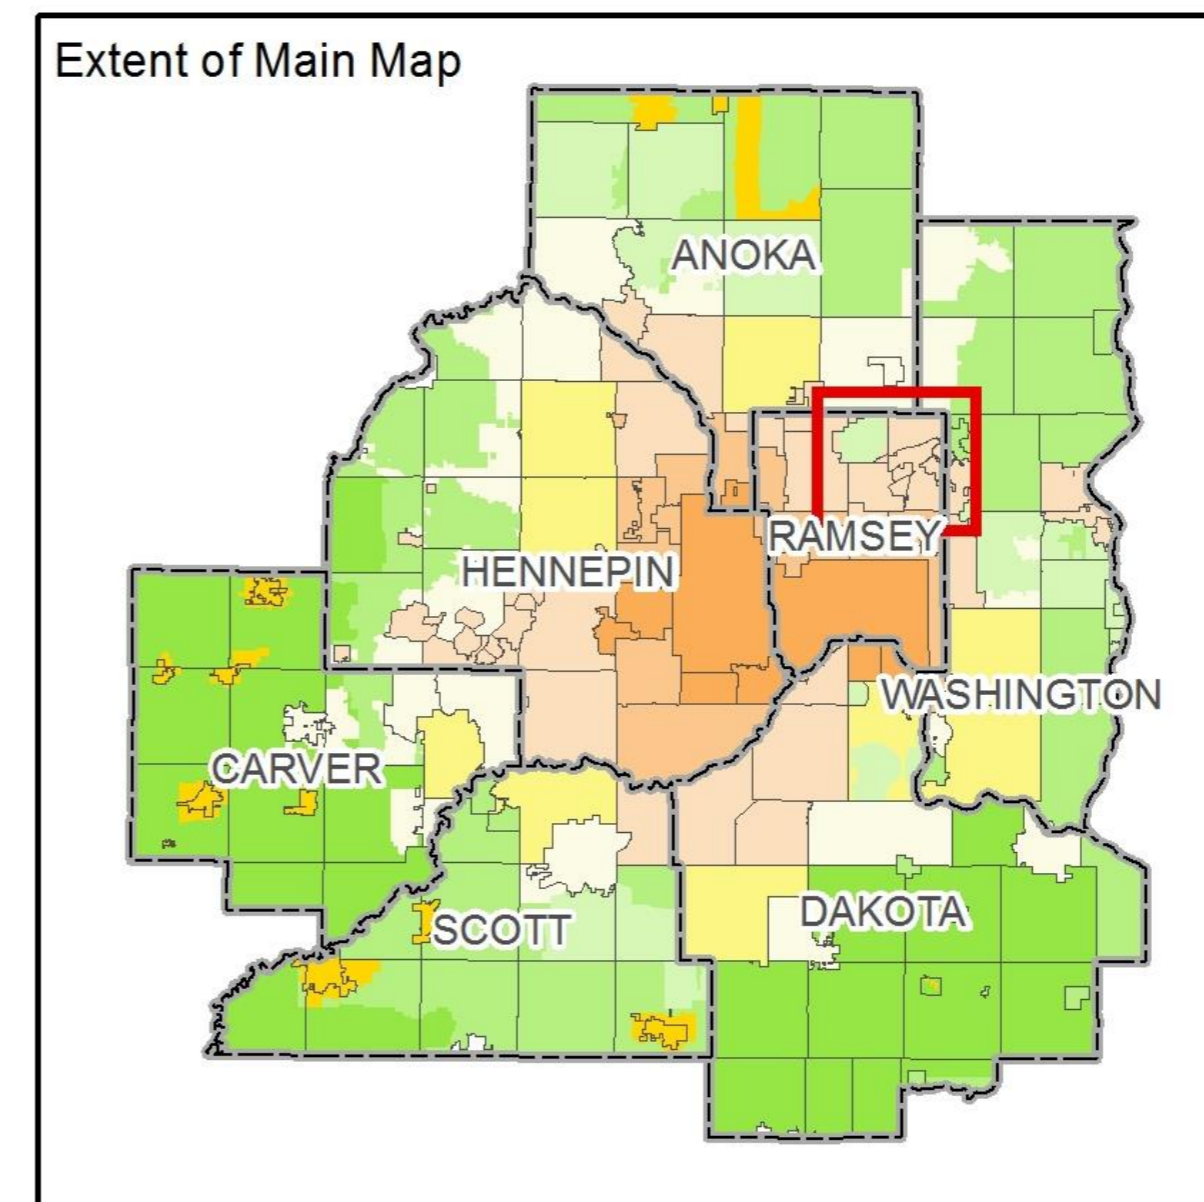 Extent of Main Map
ANOKA
RAMSEY
HENNEPIN
WASHINGTON
CARVER
DAKOTA
SCOTT